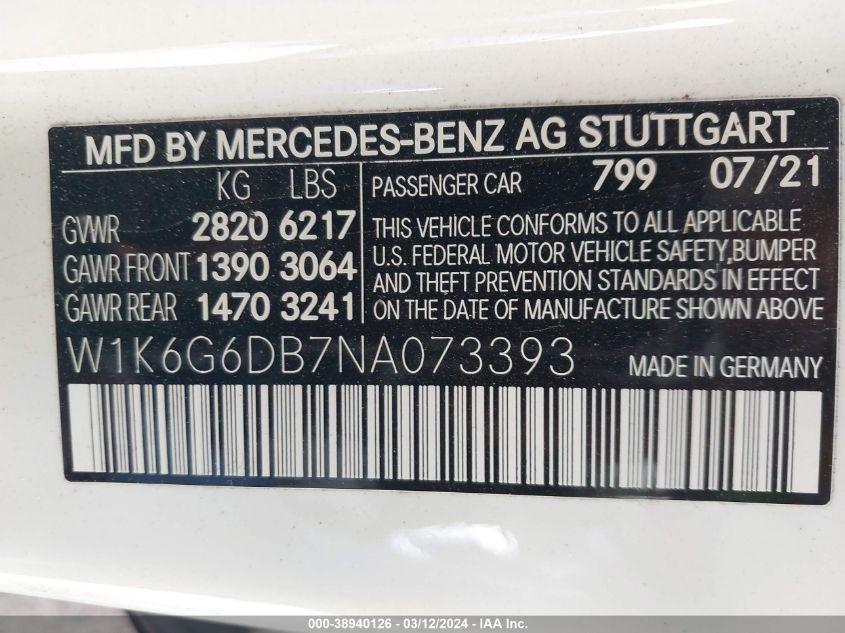 MFD BY MERCEDES-BENZ AG STUTTGART
KG LBS
GVWR 2820 6217
GAWR FRONT 1390 3064
GAWR REAR 1470 3241
PASSENGER CAR 799 07/21
THIS VEHICLE CONFORMS TO ALL APPLICABLE
U.S. FEDERAL MOTOR VEHICLE SAFETY,BUMPER
AND THEFT PREVENTION STANDARDS IN EFFECT
ON THE DATE OF MANUFACTURE SHOWN ABOVE
W1K6G6DB7NA073393 MADE IN GERMANY
000-38940126 - 03/12/2024 - IAA Inc.